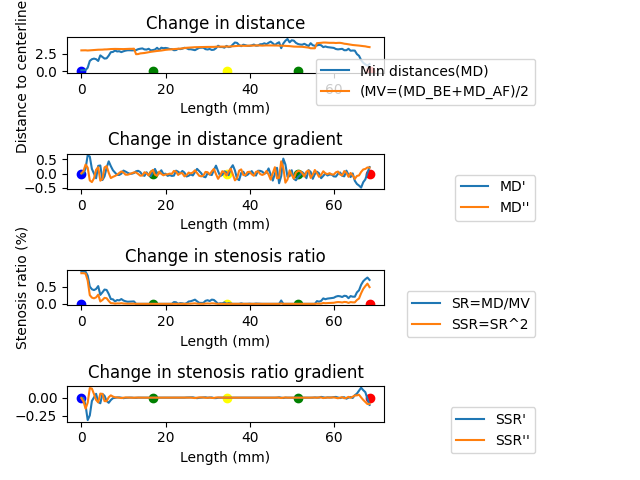 Change in distance
Distance to centerline
2.5
0.0
0 20 40 60
Length (mm)
Min distances(MD)
(MV=(MD_BE+MD_AF)/2
Change in distance gradient
0.5
0.0
−0.5
0 20 40 60
Length (mm)
MD'
MD''
Change in stenosis ratio
Stenosis ratio (%)
0.5
0.0
0 20 40 60
Length (mm)
SR=MD/MV
SSR=SR^2
Change in stenosis ratio gradient
0.00
−0.25
0 20 40 60
Length (mm)
SSR'
SSR''